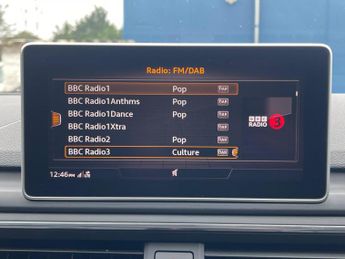 Radio: FM/DAB
BBC Radio1 Pop
BBC Radio1Anthms Pop
BBC Radio1Dance Pop
BBC Radio1Xtra
BBC Radio2 Pop
BBC Radio3 Culture
BBC
RADIO 3
12:46PM